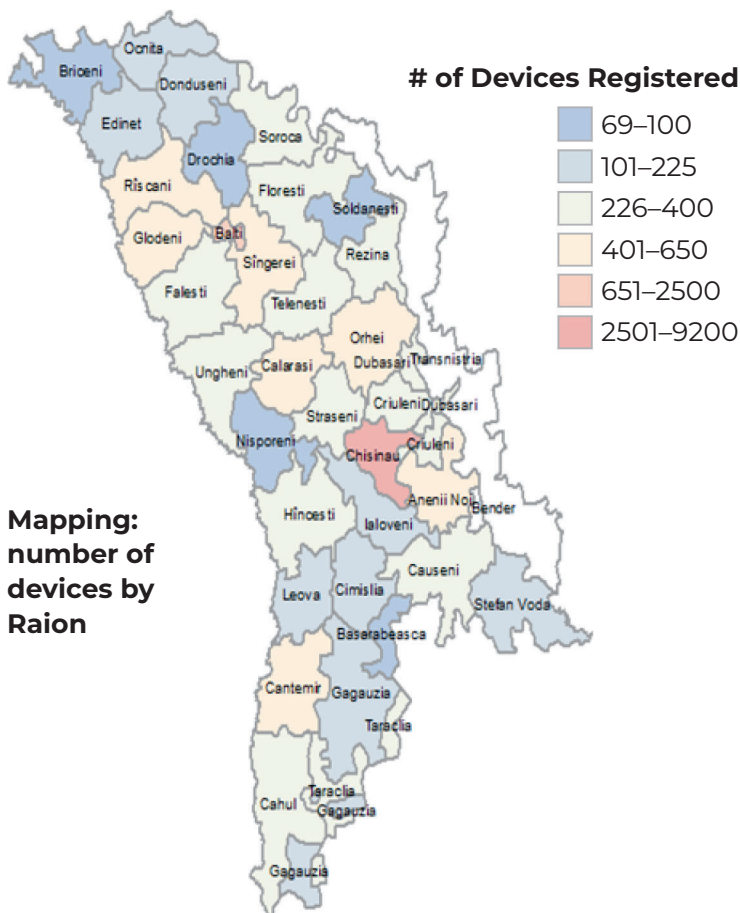 # of Devices Registered
69–100
101–225
226–400
401–650
651–2500
2501–9200
Ocnita
Briceni
Donduseni
Edinet
Soroca
Drochia
Rîscani
Floresti
Soldanesti
Glodeni
Balti
Sîngerei
Rezina
Falesti
Telenesti
Orhei
Ungheni
Calarasi
Dubasari
Transnistria
Straseni
Criuleni
Dubasari
Nisporeni
Chisinau
Criuleni
Anenii Noi
Bender
Hîncesti
Ialoveni
Mapping:
number of
devices by
Raion
Causeni
Leova
Cimislia
Stefan Voda
Basarabeasca
Cantemir
Gagauzia
Taraclia
Taraclia
Cahul
Gagauzia
Gagauzia